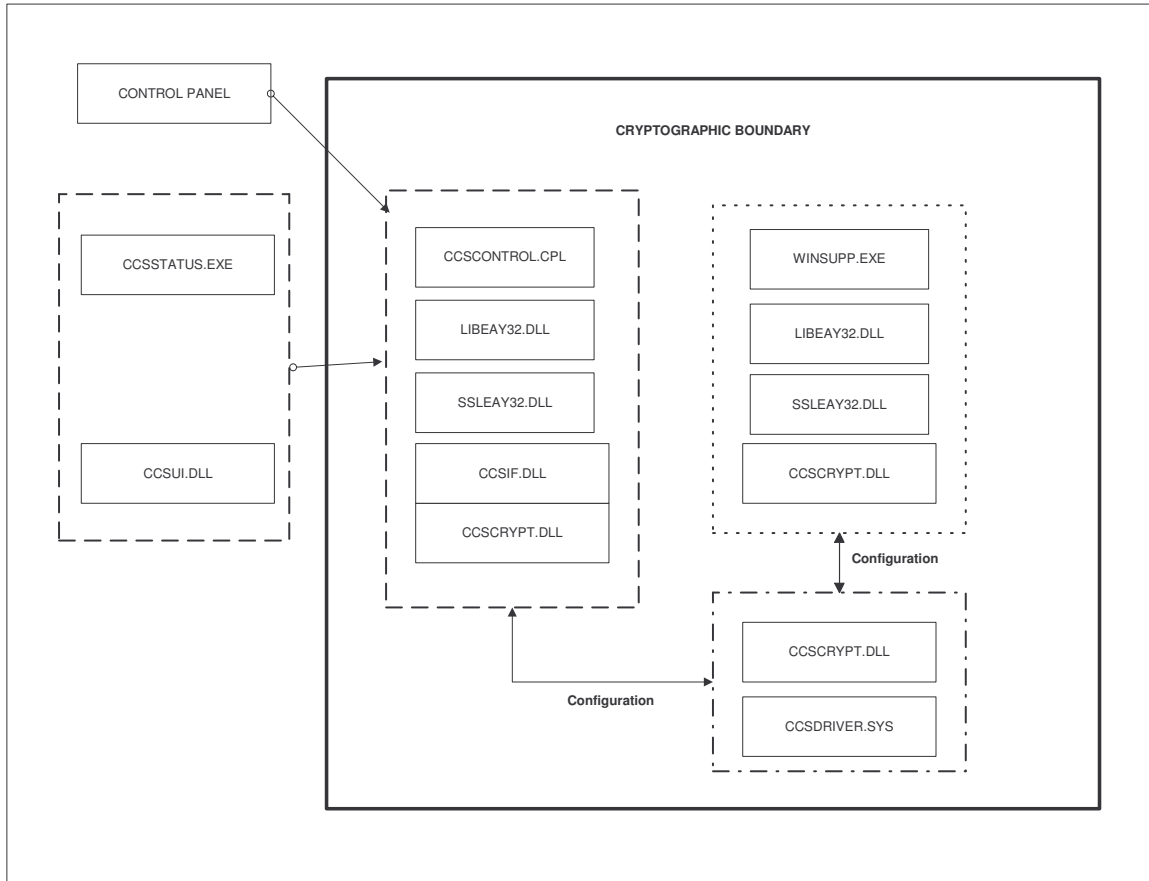 CONTROL PANEL
CRYPTOGRAPHIC BOUNDARY
CCSSTATUS.EXE
CCSUI.DLL
CCSCONTROL.CPL
LIBEAY32.DLL
SSLEAY32.DLL
CCSIF.DLL
CCSCRYPT.DLL
WINSUPP.EXE
LIBEAY32.DLL
SSLEAY32.DLL
CCSCRYPT.DLL
Configuration
CCSCRYPT.DLL
CCSDRIVER.SYS
Configuration